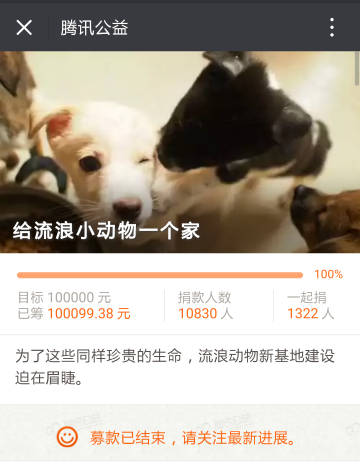 腾讯公益
给流浪小动物一个家
100%
目标 100000 元
已筹 100099.38 元
捐款人数
10830 人
一起捐
1322 人
为了这些同样珍贵的生命，流浪动物新基地建设
迫在眉睫。
募款已结束，请关注最新进展。